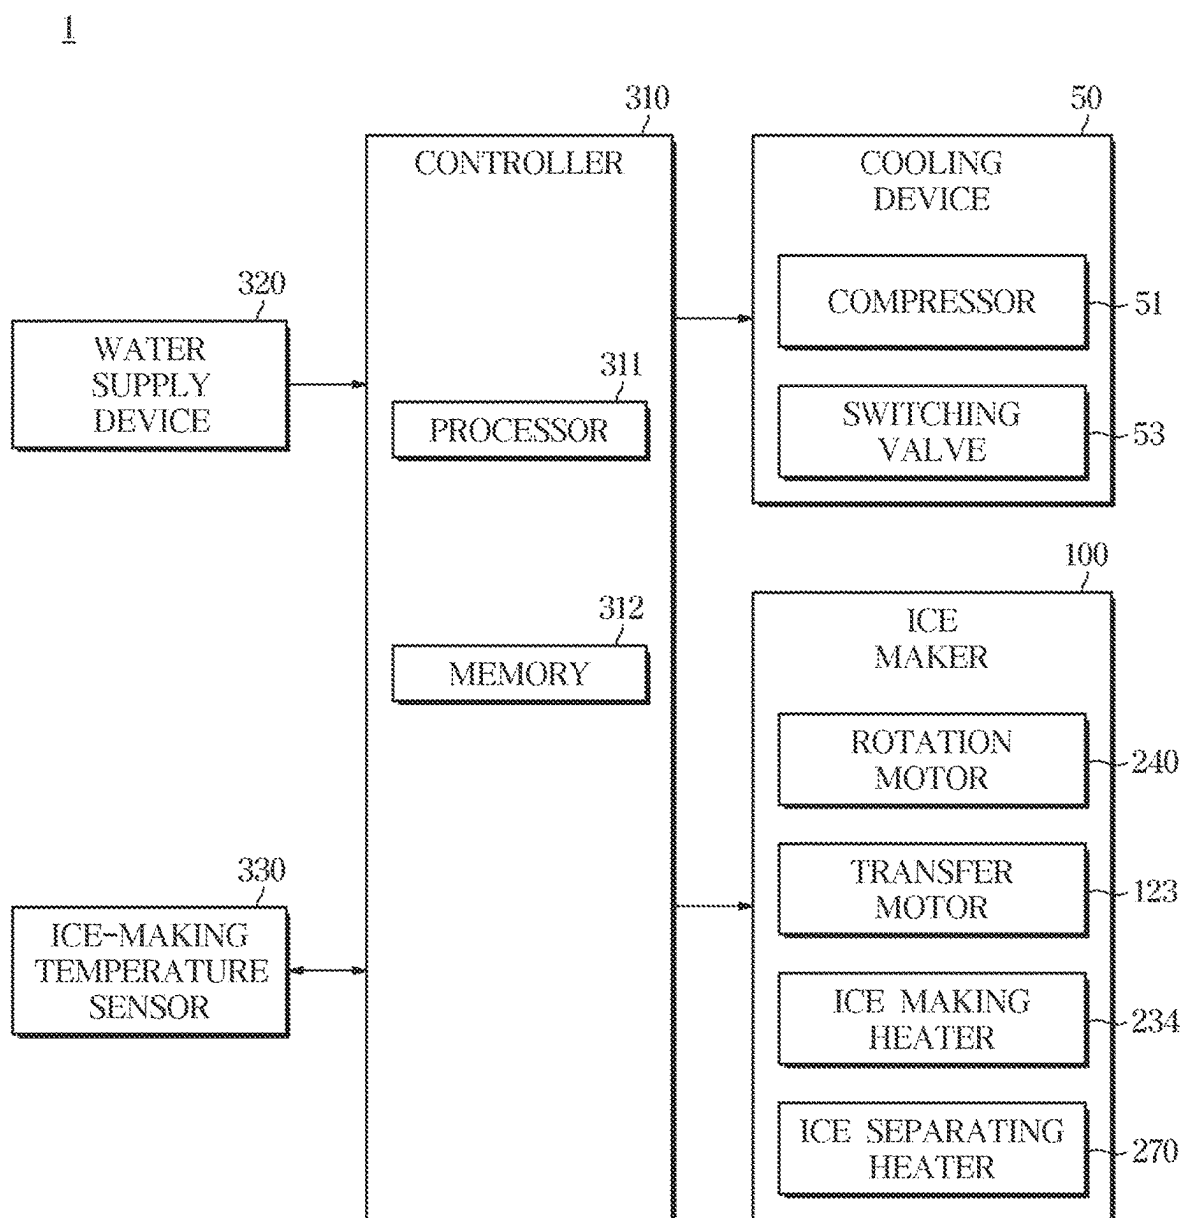 1
310
CONTROLLER
50
COOLING
DEVICE
320
WATER
SUPPLY
DEVICE
311
PROCESSOR
312
MEMORY
COMPRESSOR
51
SWITCHING
VALVE
53
100
ICE
MAKER
ROTATION
MOTOR
240
330
ICE-MAKING
TEMPERATURE
SENSOR
TRANSFER
MOTOR
123
ICE MAKING
HEATER
234
ICE SEPARATING
HEATER
270